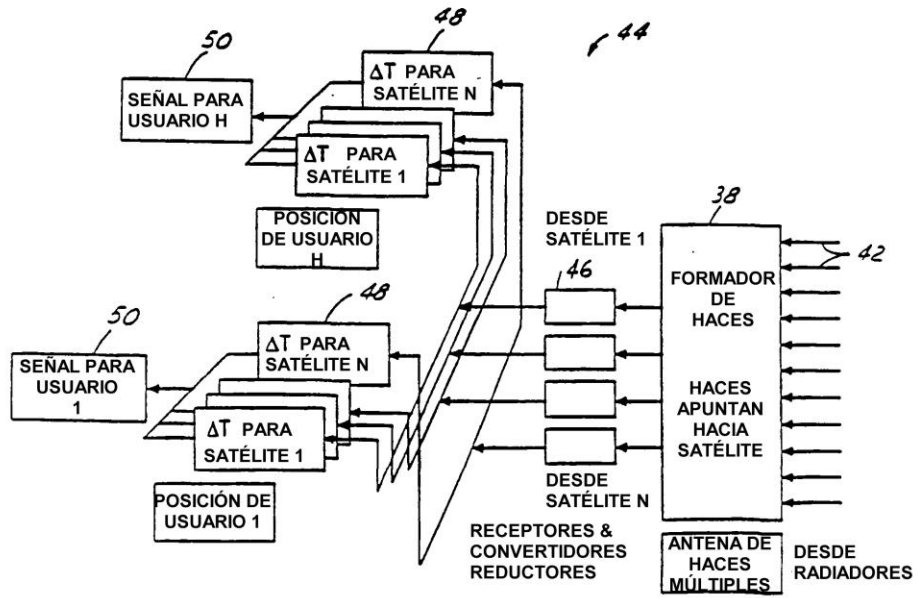 50
SEÑAL PARA
USUARIO H
48
ΔT PARA
SATÉLITE N
44
ΔT PARA
SATÉLITE 1
POSICIÓN
DE USUARIO
H
50
SEÑAL PARA
USUARIO
1
48
ΔT PARA
SATÉLITE N
ΔT PARA
SATÉLITE 1
POSICIÓN DE
USUARIO 1
DESDE
SATÉLITE 1
46
DESDE
SATÉLITE N
RECEPTORES &
CONVERTIDORES
REDUCTORES
38
FORMADOR
DE
HACES
HACES
APUNTAN
HACIA
SATÉLITE
42
ANTENA DE
HACES
MÚLTIPLES
DESDE
RADIADORES